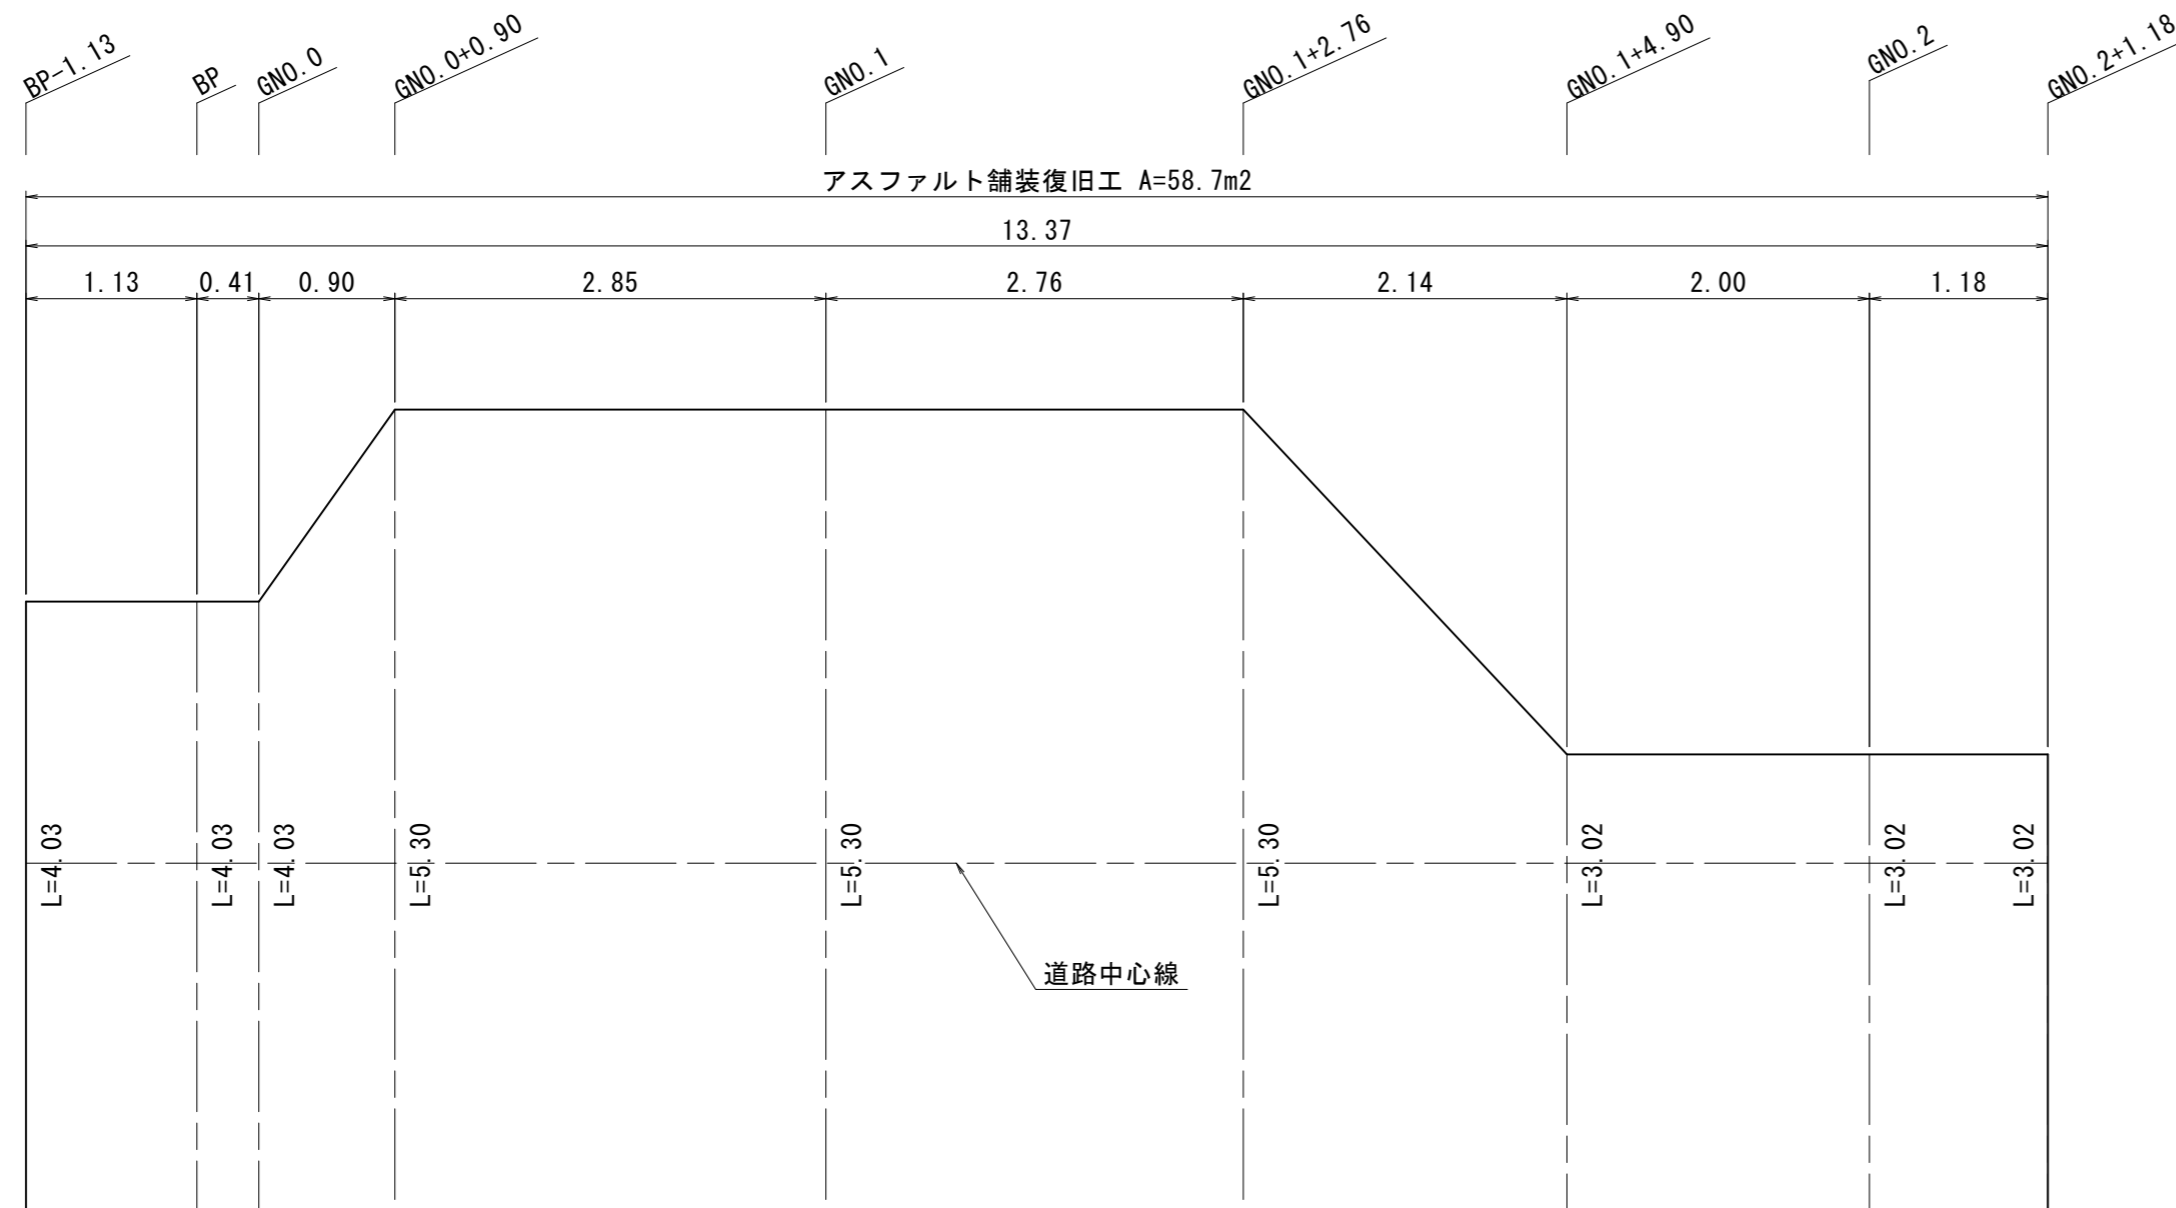 BP-1.13
BP
GNO.0
GNO.0+0.90
GNO.1
GNO.1+2.76
GNO.1+4.90
GNO.2
GNO.2+1.18
アスファルト舗装復旧工 A=58.7m2
13.37
1.13
0.41
0.90
2.85
2.76
2.14
2.00
1.18
L=4.03
L=4.03
L=4.03
L=5.30
L=5.30
L=5.30
L=3.02
L=3.02
L=3.02
道路中心線